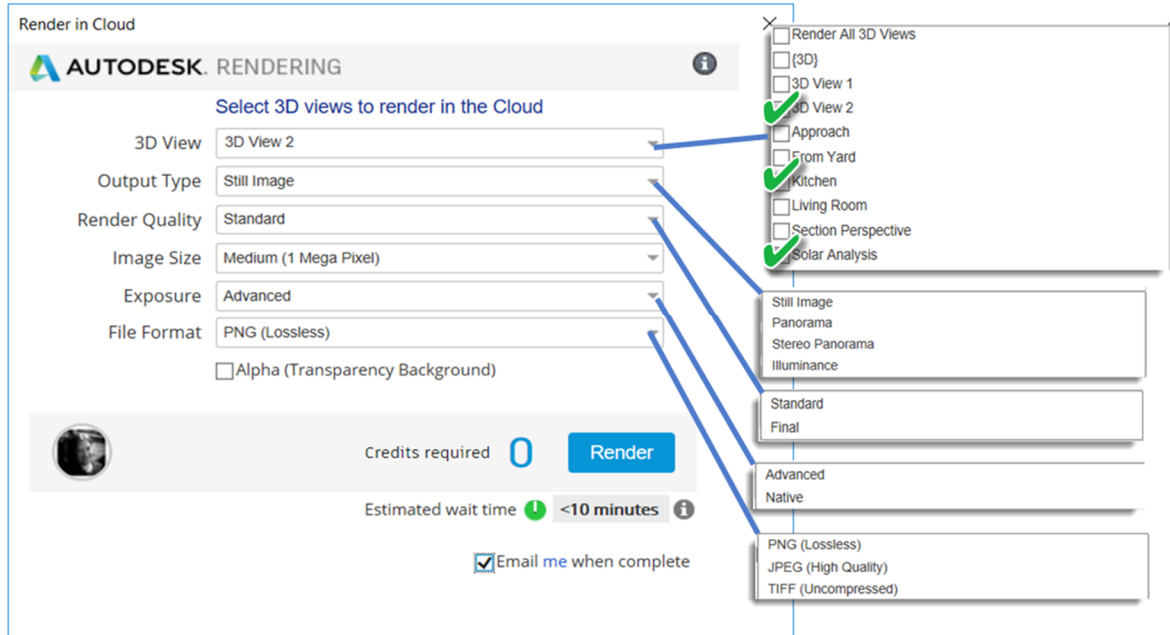 Render in Cloud
AUTODESK. RENDERING
Select 3D views to render in the Cloud
3D View 3D View 2
Output Type Still Image
Render Quality Standard
Image Size Medium (1 Mega Pixel)
Exposure Advanced
File Format PNG (Lossless)
Alpha (Transparency Background)
Credits required 0 Render
Estimated wait time <10 minutes
Email me when complete
Render All 3D Views
{3D}
3D View 1
3D View 2
Approach
From Yard
Kitchen
Living Room
Section Perspective
Solar Analysis
Still Image
Panorama
Stereo Panorama
Illuminance
Standard
Final
Advanced
Native
PNG (Lossless)
JPEG (High Quality)
TIFF (Uncompressed)